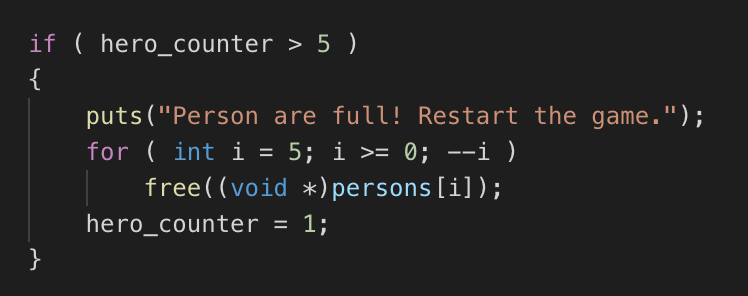 if ( hero_counter > 5 )
{
puts("Person are full! Restart the game.");
for ( int i = 5; i >= 0; --i )
free((void *)persons[i]);
hero_counter = 1;
}